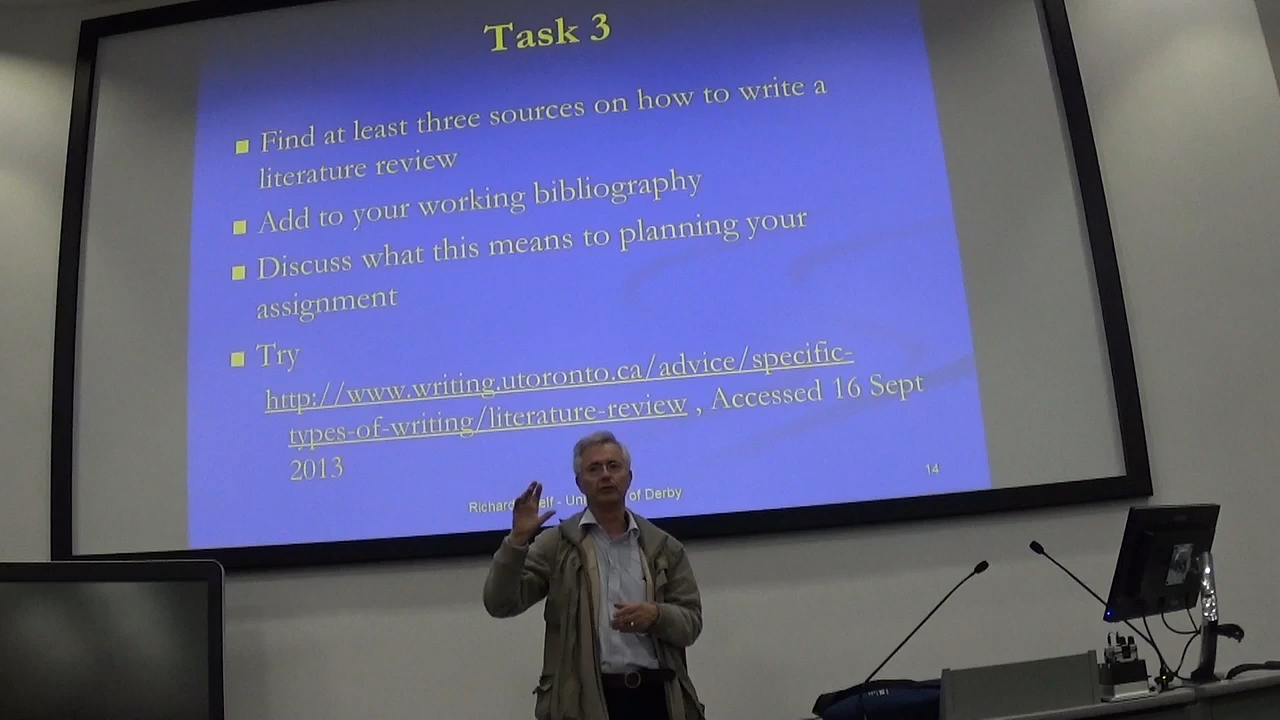 Task 3
Find at least three sources on how to write a
literature review
Add to your working bibliography
Discuss what this means to planning your
assignment
Try
http://www.writing.utoronto.ca/advice/specific-
types-of-writing/literature-review , Accessed 16 Sept
2013
14
Richard of Derby